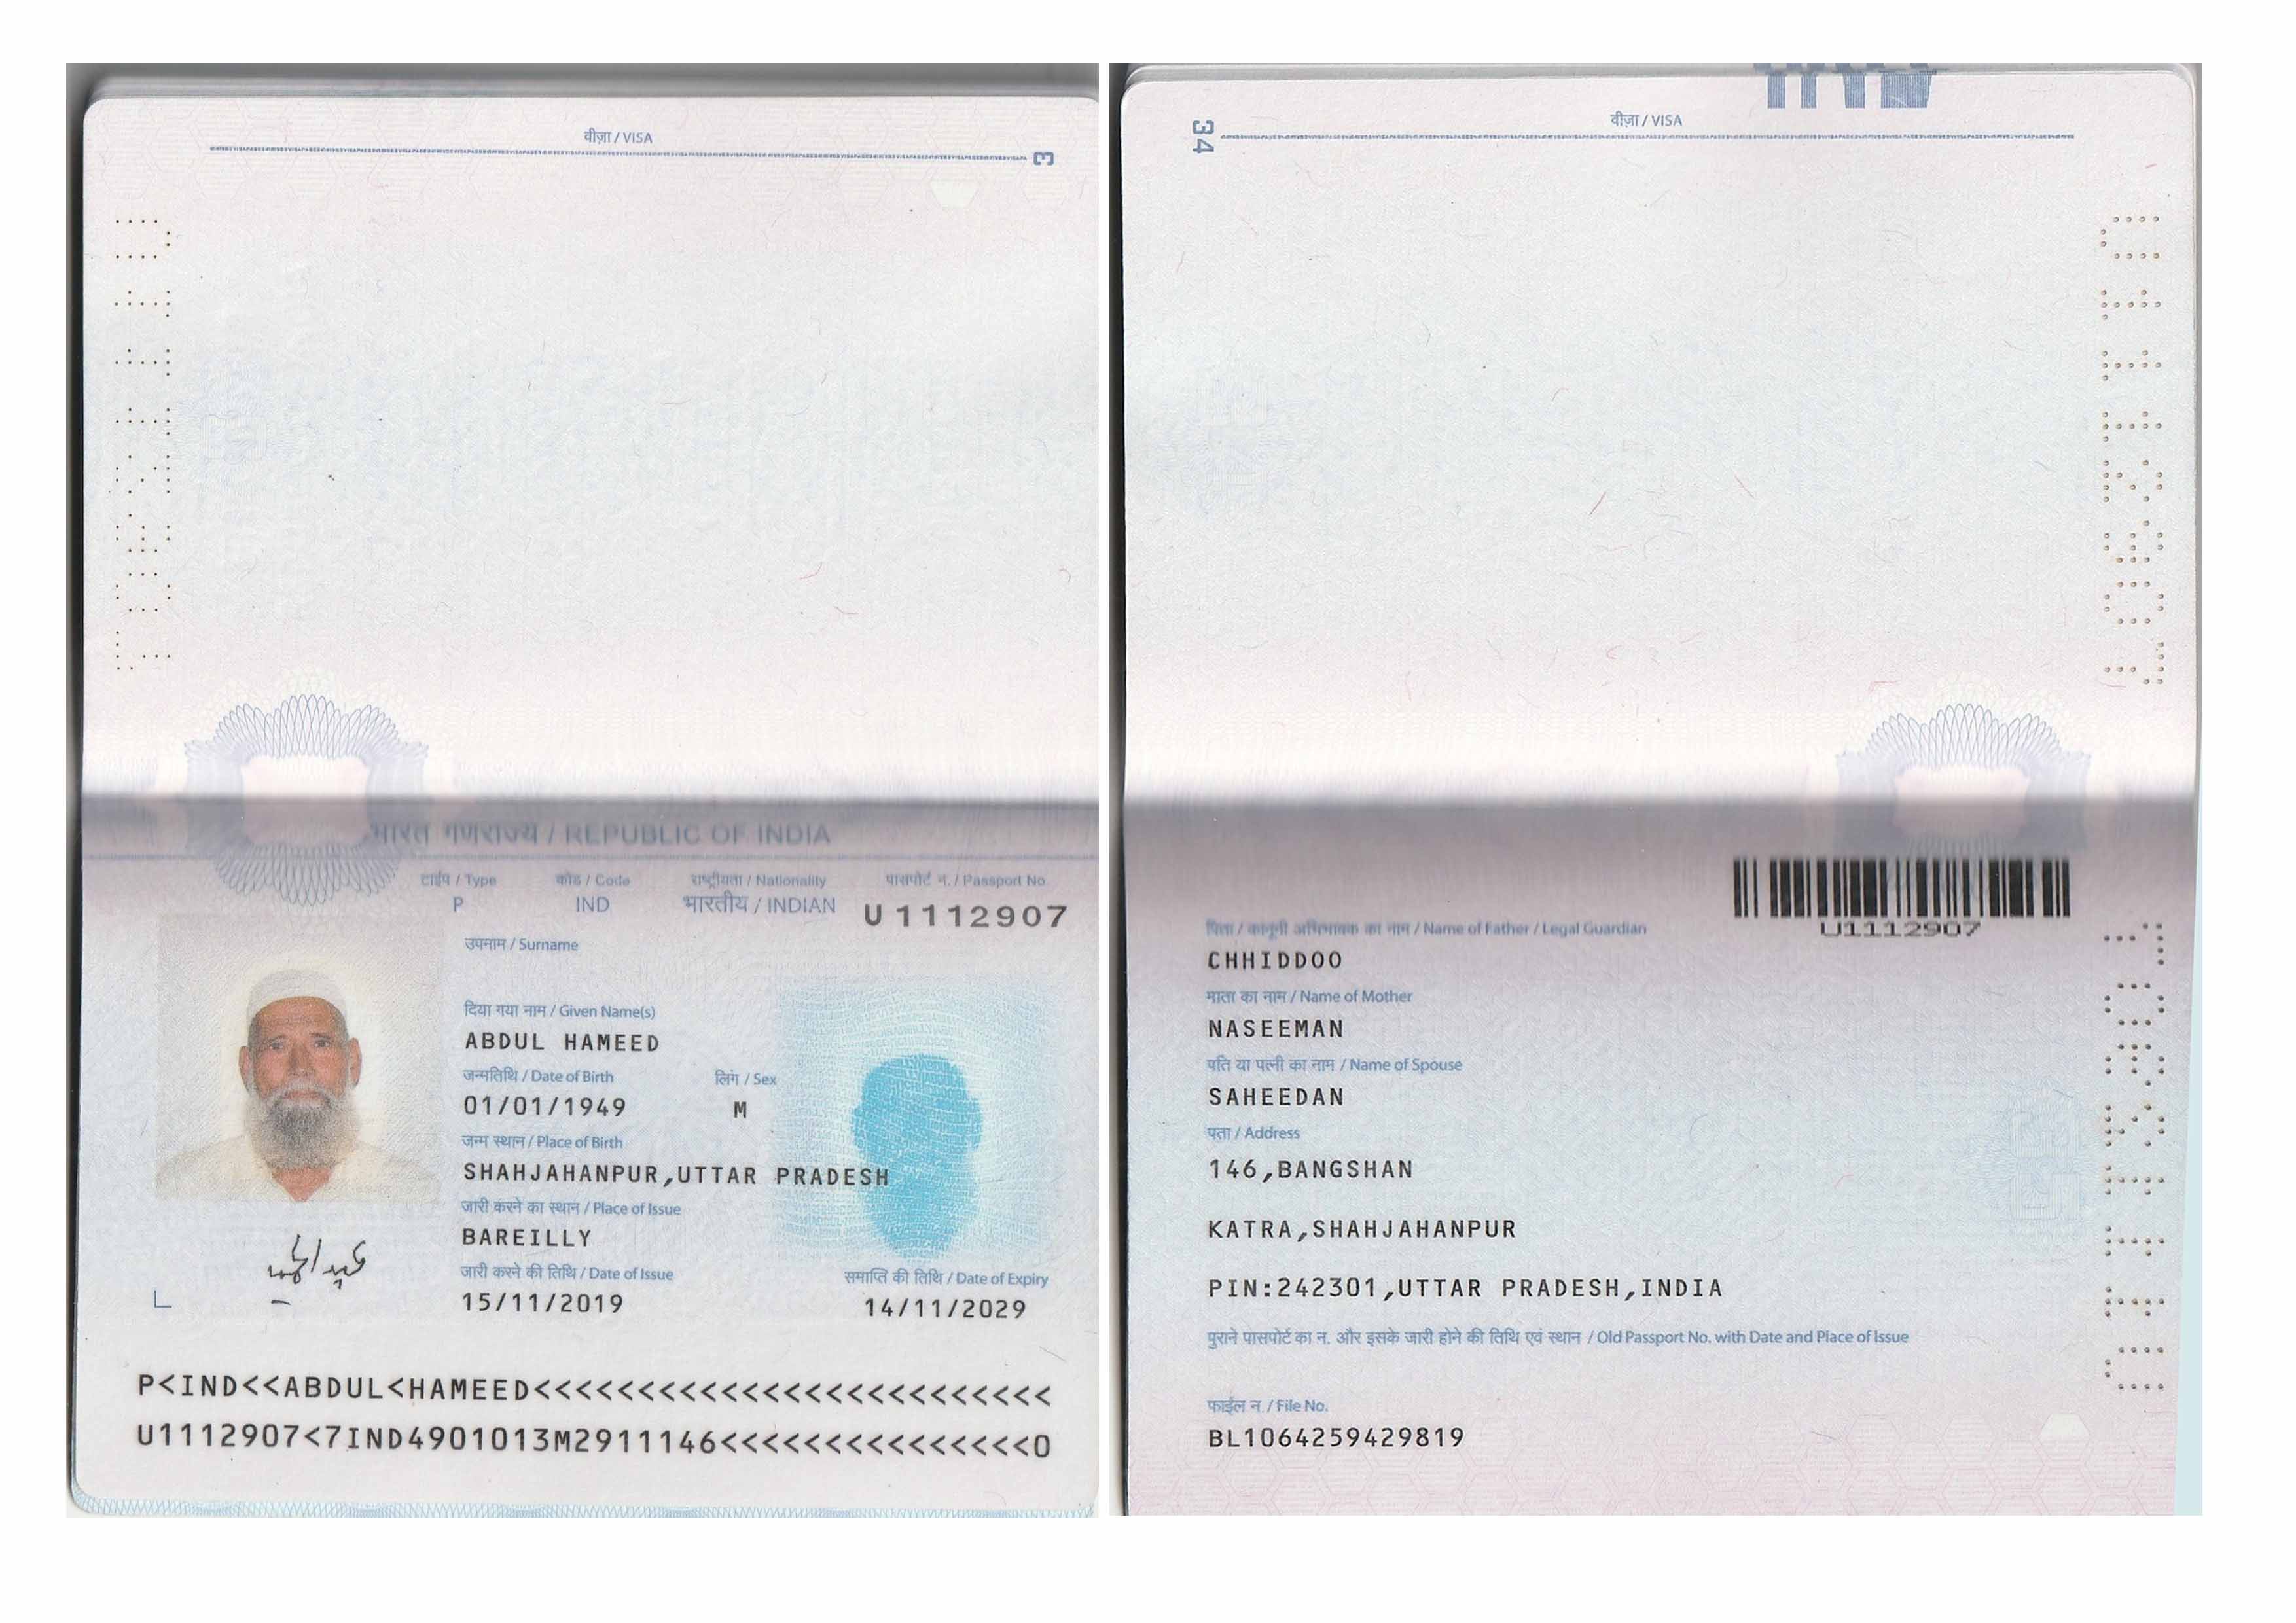 वीज़ा / VISA
3
भारत गणराज्य / REPUBLIC OF INDIA
टाईप / Type
कोड / Code
राष्ट्रीयता / Nationality
पासपोर्ट न. / Passport No
P
IND
भारतीय / INDIAN
U1112907
उपनाम / Surname
दिया गया नाम / Given Name(s)
ABDUL HAMEED
जन्मतिथि / Date of Birth
लिंग / Sex
01/01/1949
M
जन्म स्थान / Place of Birth
SHAHJAHANPUR,UTTAR PRADESH
जारी करने का स्थान / Place of Issue
BAREILLY
जारी करने की तिथि / Date of Issue
समाप्ति की तिथि / Date of Expiry
15/11/2019
14/11/2029
P<IND<<ABDUL<HAMEED<<<<<<<<<<<<<<<<<<<<<<<<<
U1112907<7IND4901013M2911146<<<<<<<<<<<<<<<0
34
वीज़ा / VISA
U1112907
पिता / कानूनी अभिभावक का नाम / Name of Father / Legal Guardian
CHHIDDOO
माता का नाम / Name of Mother
NASEEMAN
पति या पत्नी का नाम / Name of Spouse
SAHEEDAN
पता / Address
146,BANGSHAN
KATRA,SHAHJAHANPUR
PIN:242301,UTTAR PRADESH,INDIA
पुराने पासपोर्ट का न. और इसके जारी होने की तिथि एवं स्थान / Old Passport No. with Date and Place of Issue
फाईल न. / File No.
BL1064259429819